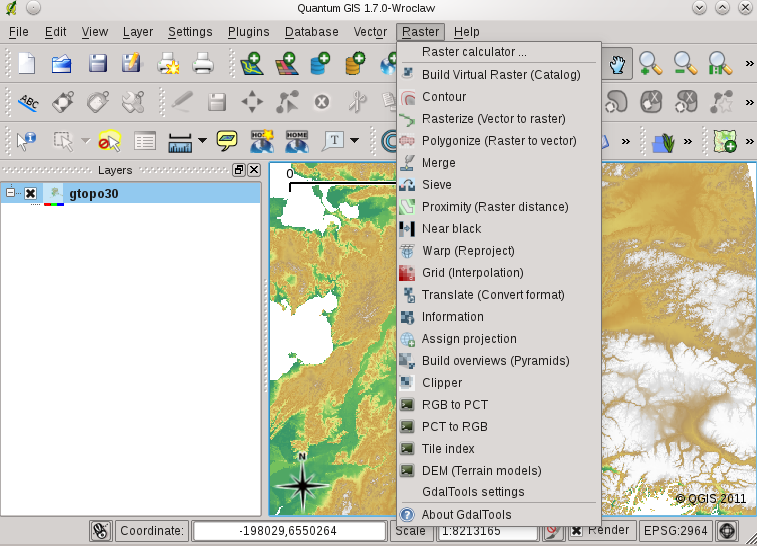 Quantum GIS 1.7.0-Wroclaw
File Edit View Layer Settings Plugins Database Vector Raster Help
Raster calculator ...
Build Virtual Raster (Catalog)
Contour
Rasterize (Vector to raster)
Polygonize (Raster to vector)
Merge
Sieve
Proximity (Raster distance)
Near black
Warp (Reproject)
Grid (Interpolation)
Translate (Convert format)
Information
Assign projection
Build overviews (Pyramids)
Clipper
RGB to PCT
PCT to RGB
Tile index
DEM (Terrain models)
GdalTools settings
About GdalTools
ABC
HOME
T
Layers
gtopo30
0
N
© QGIS 2011
Coordinate: -198029,6550264 Scale 1:8213165 Render EPSG:2964